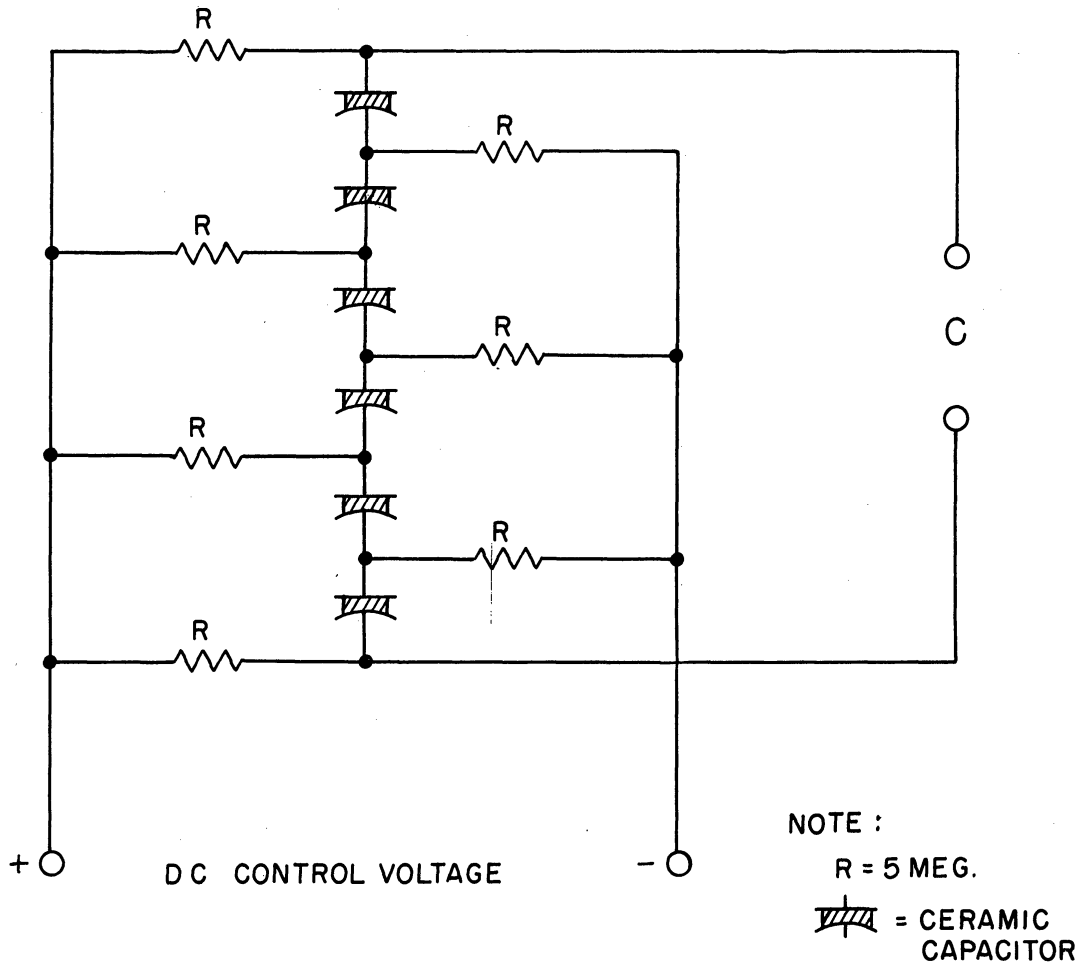 R
R
R
R
C
R
R
R
+ DC CONTROL VOLTAGE -
NOTE :
R = 5 MEG.
= CERAMIC
CAPACITOR